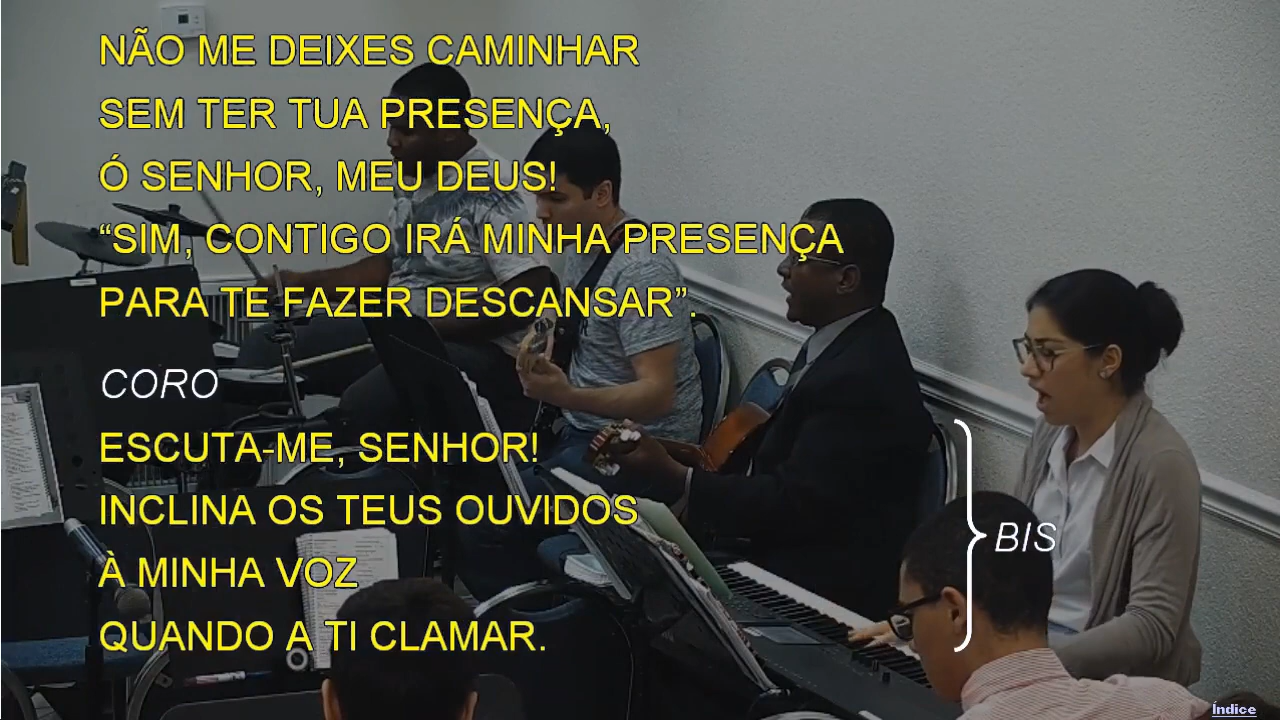 NÃO ME DEIXES CAMINHAR
SEM TER TUA PRESENÇA,
Ó SENHOR, MEU DEUS!
“SIM, CONTIGO IRÁ MINHA PRESENÇA
PARA TE FAZER DESCANSAR”.
CORO
ESCUTA-ME, SENHOR!
INCLINA OS TEUS OUVIDOS
À MINHA VOZ
QUANDO A TI CLAMAR.
BIS
Índice